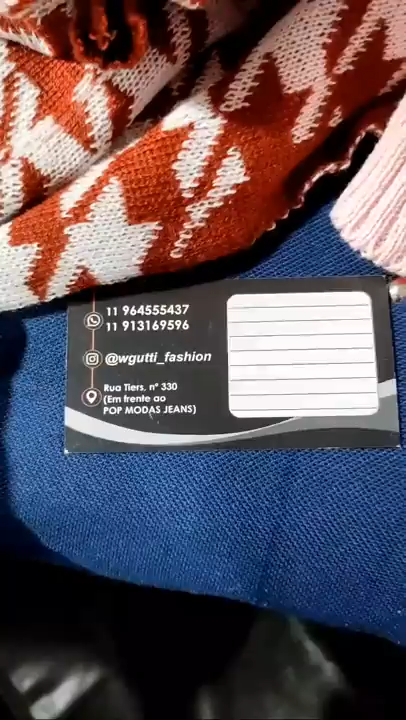 11 964555437
11 913169596
@wgutti_fashion
Rua Tiers, nº 330
(Em frente ao
POP MODAS JEANS)